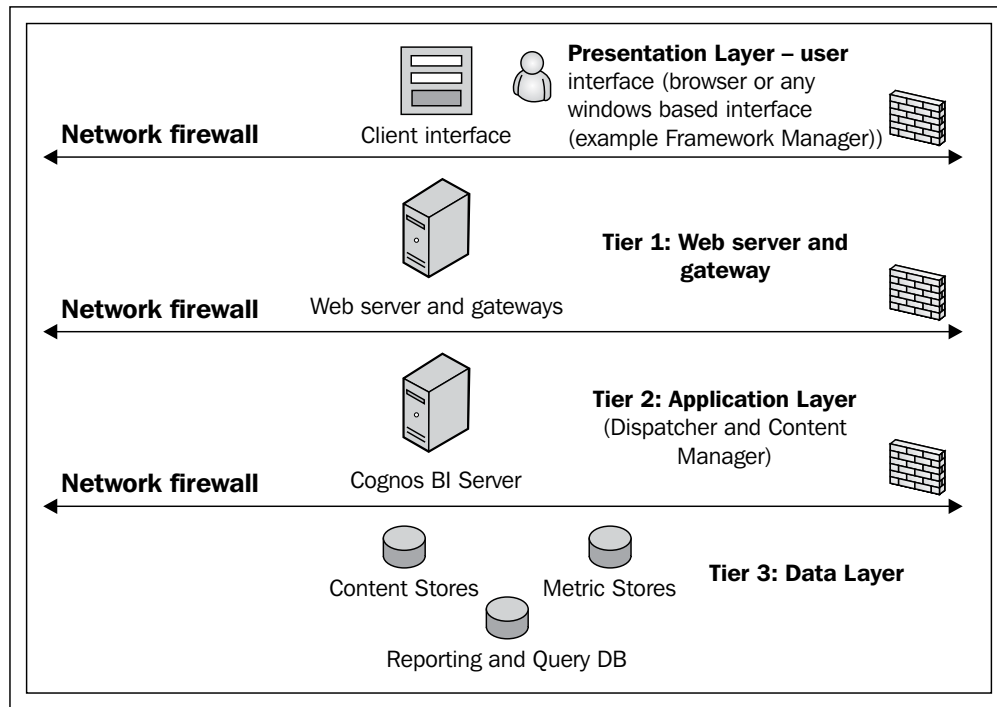 Presentation Layer – user
interface (browser or any
windows based interface
(example Framework Manager))
Client interface
Network firewall
Tier 1: Web server and
gateway
Web server and gateways
Network firewall
Tier 2: Application Layer
(Dispatcher and Content
Manager)
Cognos BI Server
Network firewall
Content Stores
Metric Stores
Tier 3: Data Layer
Reporting and Query DB